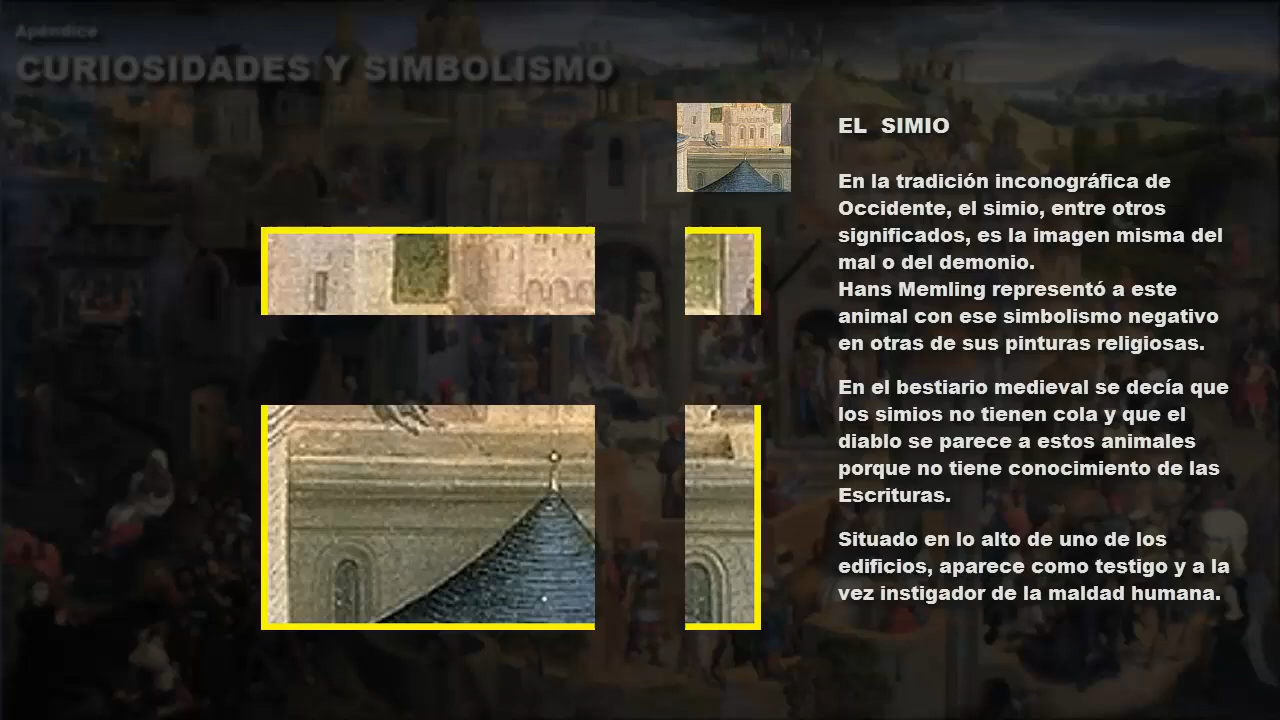 Apéndice
CURIOSIDADES Y SIMBOLISMO
EL SIMIO
En la tradición inconográfica de
Occidente, el simio, entre otros
significados, es la imagen misma del
mal o del demonio.
Hans Memling representó a este
animal con ese simbolismo negativo
en otras de sus pinturas religiosas.
En el bestiario medieval se decía que
los simios no tienen cola y que el
diablo se parece a estos animales
porque no tiene conocimiento de las
Escrituras.
Situado en lo alto de uno de los
edificios, aparece como testigo y a la
vez instigador de la maldad humana.